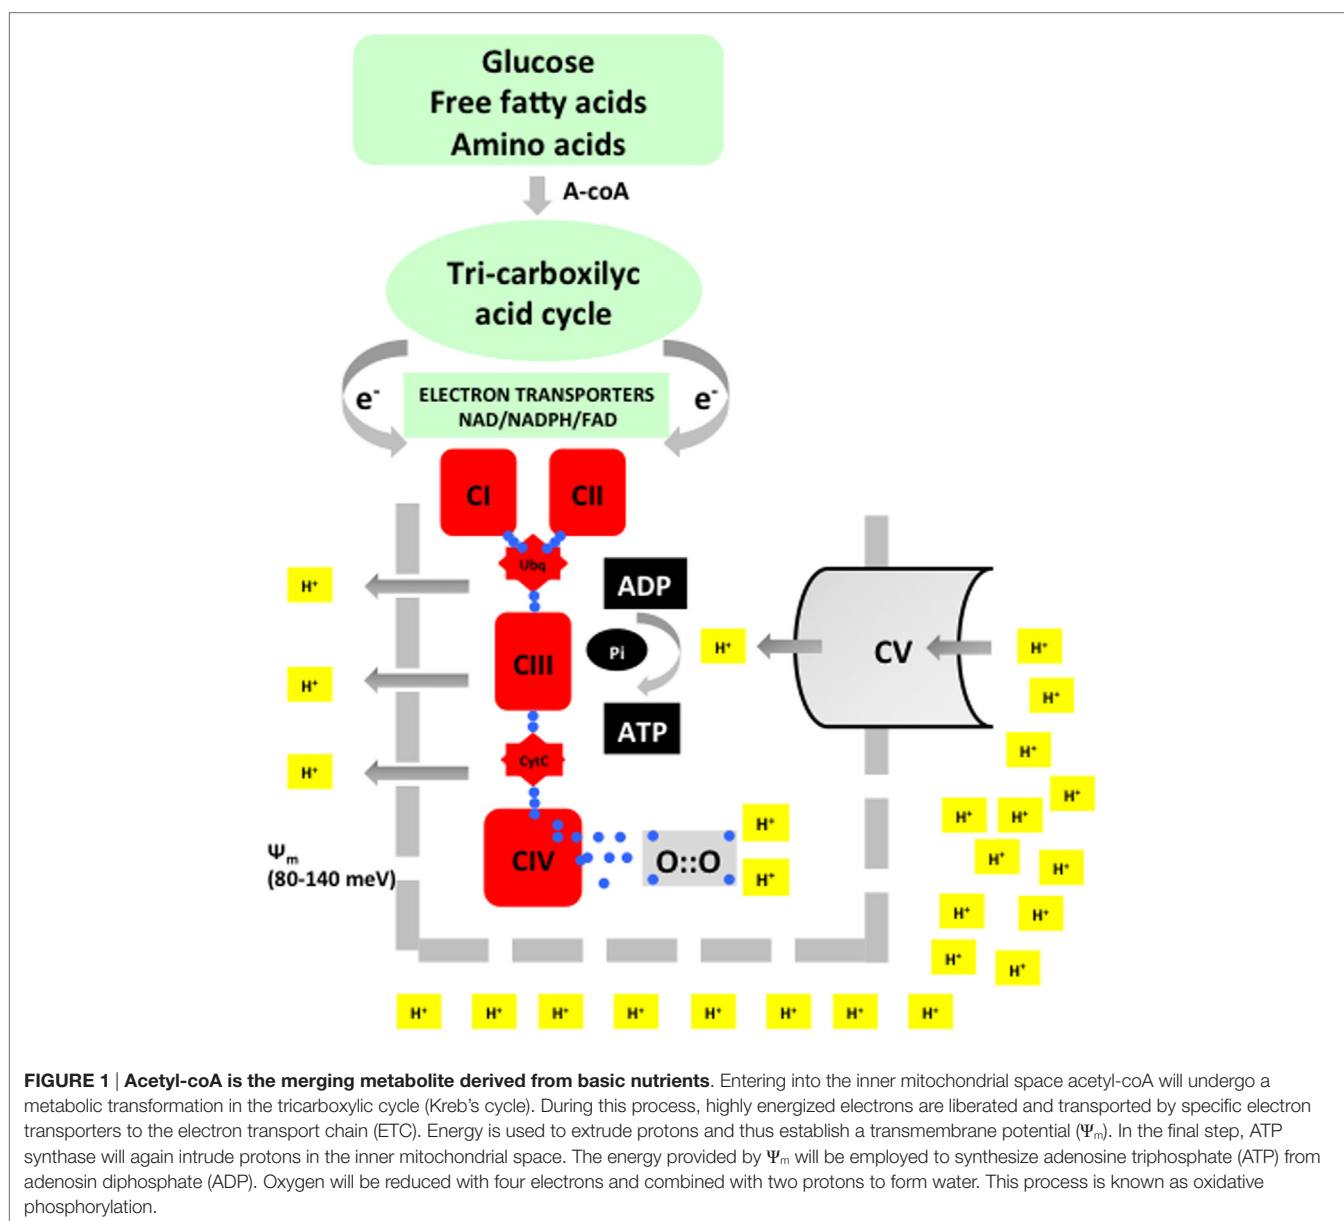 Glucose
Free fatty acids
Amino acids
A-coA
Tri-carboxilyc
acid cycle
e-
ELECTRON TRANSPORTERS
NAD/NADPH/FAD
e-
CI
CII
Ubq
ADP
H+
Pi
H+
CV
H+
CIII
H+
H+
ATP
H+
CytC
H+
H+
H+
H+
H+
O::O
CIV
H+
H+
H+
Ψm
(80-140 meV)
H+
H+
H+
H+
H+
H+
H+
H+
H+
H+
H+
H+
FIGURE 1 | Acetyl-coA is the merging metabolite derived from basic nutrients. Entering into the inner mitochondrial space acetyl-coA will undergo a
metabolic transformation in the tricarboxylic cycle (Kreb's cycle). During this process, highly energized electrons are liberated and transported by specific electron
transporters to the electron transport chain (ETC). Energy is used to extrude protons and thus establish a transmembrane potential (Ψm). In the final step, ATP
synthase will again intrude protons in the inner mitochondrial space. The energy provided by Ψm will be employed to synthesize adenosine triphosphate (ATP) from
adenosin diphosphate (ADP). Oxygen will be reduced with four electrons and combined with two protons to form water. This process is known as oxidative
phosphorylation.